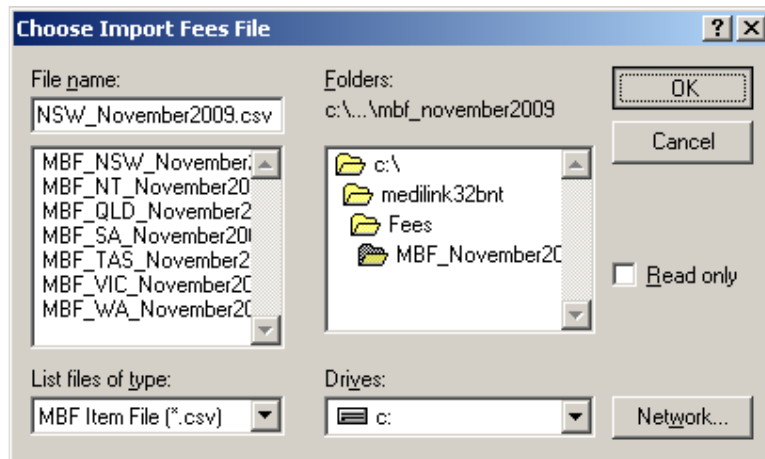 Choose Import Fees File
File name:
NSW_November2009.csv
MBF_NSW_November
MBF_NT_November20
MBF_QLD_November2
MBF_SA_November20
MBF_TAS_November2
MBF_VIC_November20
MBF_WA_November20
List files of type:
MBF Item File (*.csv)
Folders:
c:\...\mbf_november2009
c:\
medilink32bnt
Fees
MBF_November20
Drives:
c:
OK
Cancel
Read only
Network...